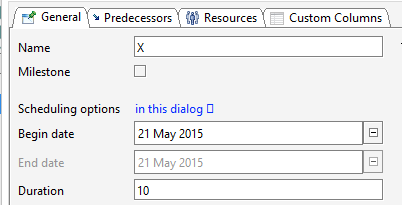 General Predecessors Resources Custom Columns
Name X
Milestone
Scheduling options in this dialog
Begin date 21 May 2015
End date 21 May 2015
Duration 10